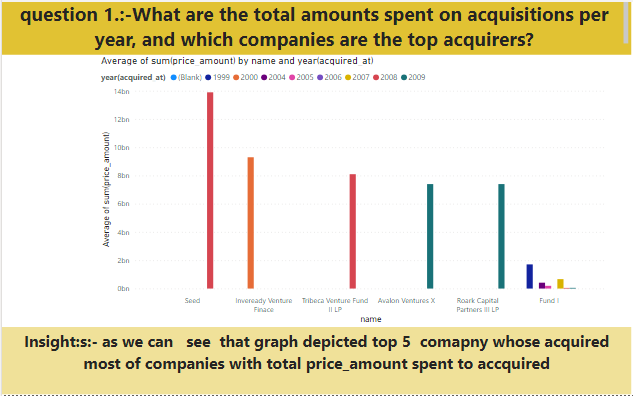 question 1.:-What are the total amounts spent on acquisitions per
year, and which companies are the top acquirers?
Average of sum(price_amount) by name and year(acquired_at)
year(acquired_at) (Blank) 1999 2000 2004 2005 2006 2007 2008 2009
Average of sum(price_amount)
14bn
12bn
10bn
8bn
6bn
4bn
2bn
0bn
Seed
Inveready Venture
Finace
Tribeca Venture Fund
II LP
Avalon Ventures X
Roark Capital
Partners III LP
Fund I
name
Insight:s:- as we can see that graph depicted top 5 comapny whose acquired
most of companies with total price_amount spent to accquired